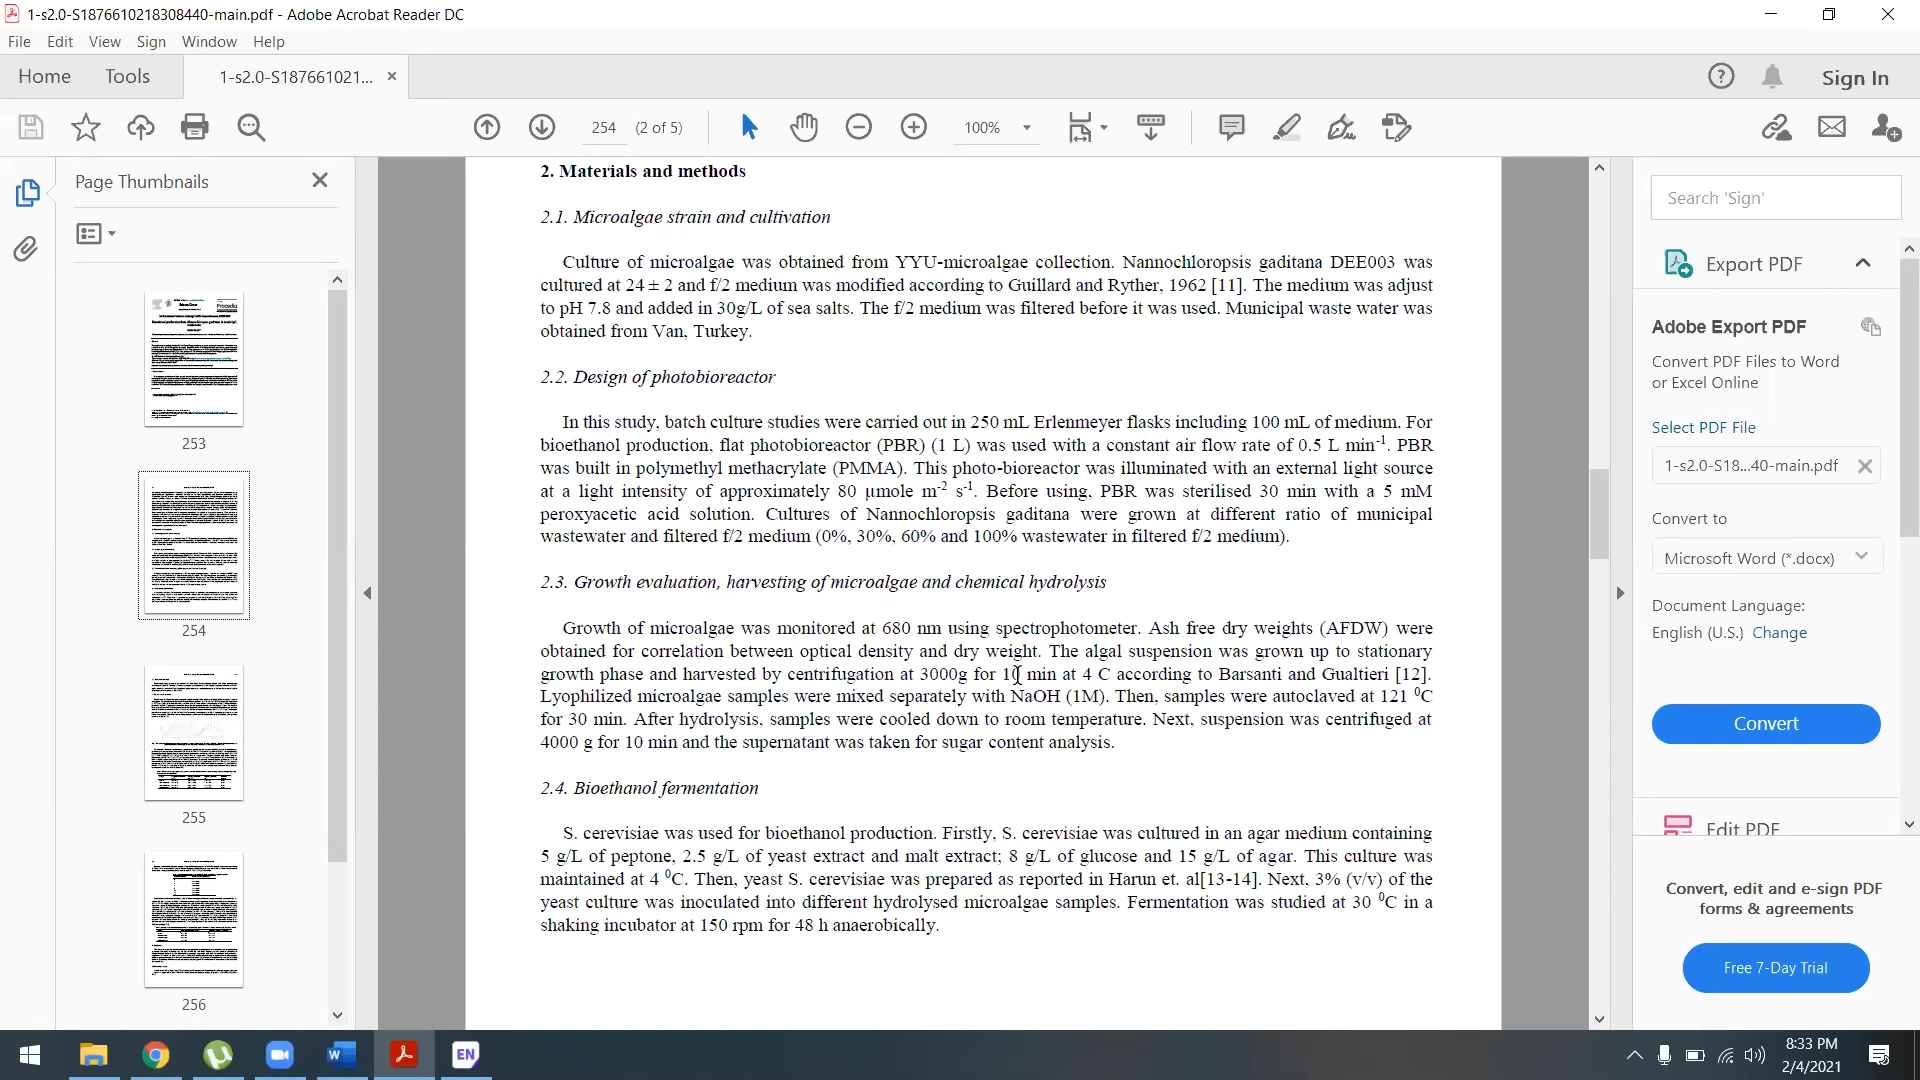 1-s2.0-S1876610218308440-main.pdf - Adobe Acrobat Reader DC
File Edit View Sign Window Help
Home Tools 1-s2.0-S187661021... × Sign In
254 (2 of 5) 100%
Page Thumbnails
253
254
255
256
2. Materials and methods
2.1. Microalgae strain and cultivation
Culture of microalgae was obtained from YYU-microalgae collection. Nannochloropsis gaditana DEE003 was
cultured at 24 ± 2 and f/2 medium was modified according to Guillard and Ryther, 1962 [11]. The medium was adjust
to pH 7.8 and added in 30g/L of sea salts. The f/2 medium was filtered before it was used. Municipal waste water was
obtained from Van, Turkey.
2.2. Design of photobioreactor
In this study, batch culture studies were carried out in 250 mL Erlenmeyer flasks including 100 mL of medium. For
bioethanol production, flat photobioreactor (PBR) (1 L) was used with a constant air flow rate of 0.5 L min-1. PBR
was built in polymethyl methacrylate (PMMA). This photo-bioreactor was illuminated with an external light source
at a light intensity of approximately 80 µmole m-2 s-1. Before using, PBR was sterilised 30 min with a 5 mM
peroxyacetic acid solution. Cultures of Nannochloropsis gaditana were grown at different ratio of municipal
wastewater and filtered f/2 medium (0%, 30%, 60% and 100% wastewater in filtered f/2 medium).
2.3. Growth evaluation, harvesting of microalgae and chemical hydrolysis
Growth of microalgae was monitored at 680 nm using spectrophotometer. Ash free dry weights (AFDW) were
obtained for correlation between optical density and dry weight. The algal suspension was grown up to stationary
growth phase and harvested by centrifugation at 3000g for 10 min at 4 C according to Barsanti and Gualtieri [12].
Lyophilized microalgae samples were mixed separately with NaOH (1M). Then, samples were autoclaved at 121 0C
for 30 min. After hydrolysis, samples were cooled down to room temperature. Next, suspension was centrifuged at
4000 g for 10 min and the supernatant was taken for sugar content analysis.
2.4. Bioethanol fermentation
S. cerevisiae was used for bioethanol production. Firstly, S. cerevisiae was cultured in an agar medium containing
5 g/L of peptone, 2.5 g/L of yeast extract and malt extract; 8 g/L of glucose and 15 g/L of agar. This culture was
maintained at 4 0C. Then, yeast S. cerevisiae was prepared as reported in Harun et. al[13-14]. Next, 3% (v/v) of the
yeast culture was inoculated into different hydrolysed microalgae samples. Fermentation was studied at 30 0C in a
shaking incubator at 150 rpm for 48 h anaerobically.
Search 'Sign'
Export PDF
Adobe Export PDF
Convert PDF Files to Word
or Excel Online
Select PDF File
1-s2.0-S18...40-main.pdf
Convert to
Microsoft Word (*.docx)
Document Language:
English (U.S.) Change
Convert
Edit PDF
Convert, edit and e-sign PDF
forms & agreements
Free 7-Day Trial
EN
8:33 PM
2/4/2021